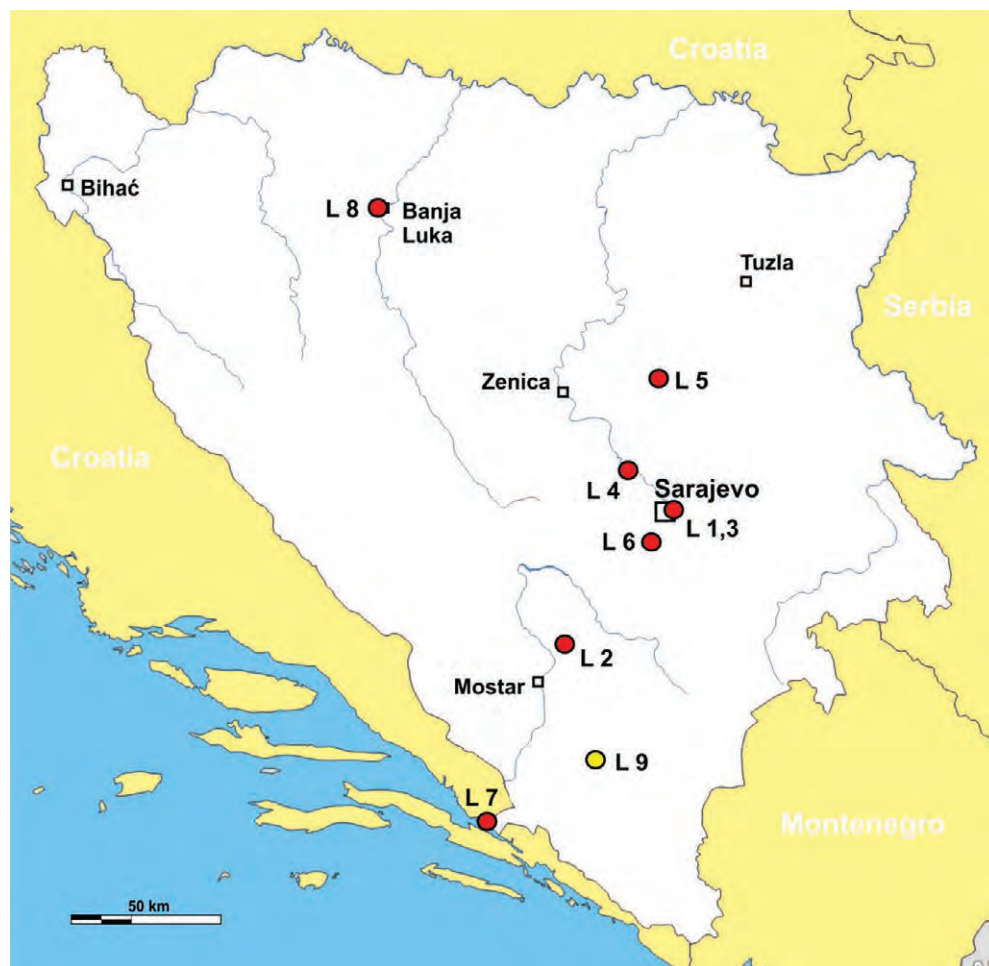 Croatia
Bihać
L 8
Banja
Luka
Tuzla
Serbia
Zenica
L 5
Croatia
L 4
Sarajevo
L 1,3
L 6
L 2
Mostar
L 9
L 7
Montenegro
50 km